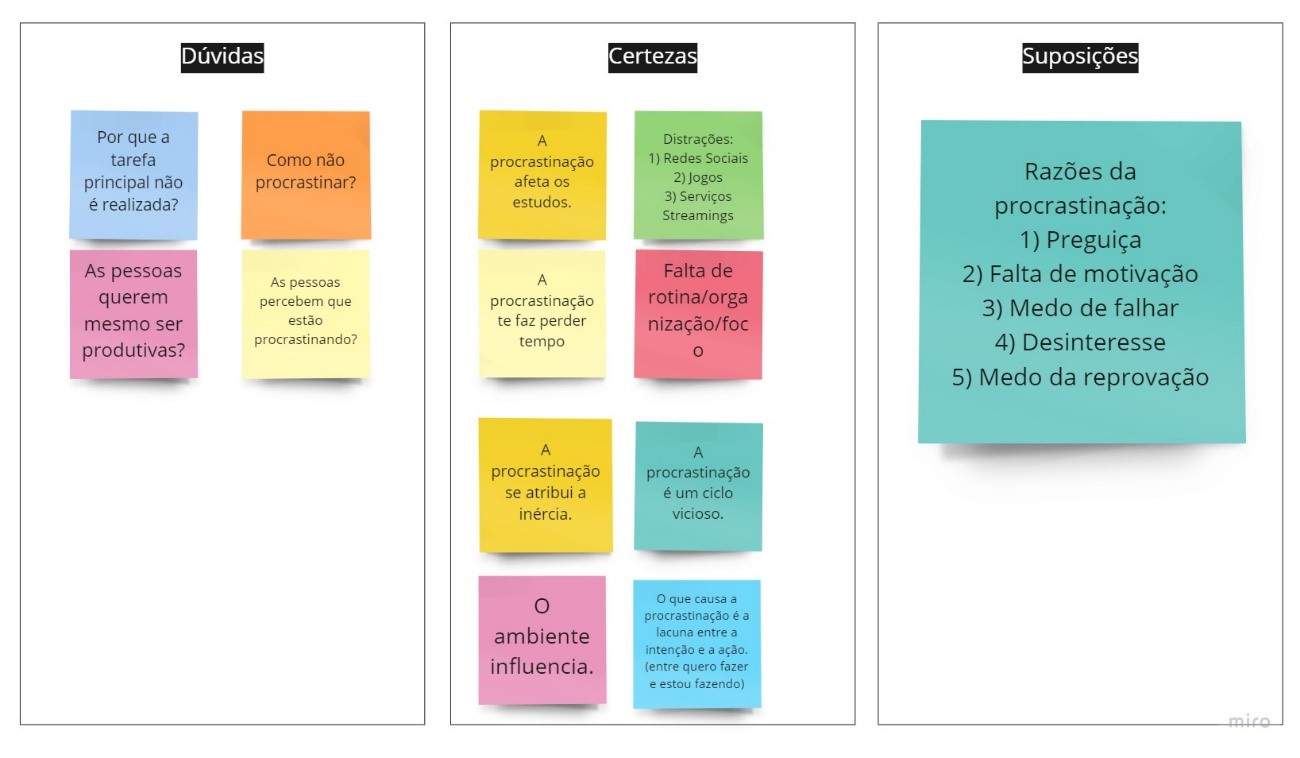 Dúvidas
Por que a
tarefa
principal não
é realizada?
Como não
procrastinar?
As pessoas
querem
mesmo ser
produtivas?
As pessoas
percebem que
estão
procrastinando?
Certezas
A
procrastinação
afeta os
estudos.
Distrações:
1) Redes Sociais
2) Jogos
3) Serviços
Streamings
A
procrastinação
te faz perder
tempo
Falta de
rotina/orga
nização/foc
o
A
procrastinação
se atribui a
inércia.
A
procrastinação
é um ciclo
vicioso.
O
ambiente
influencia.
O que causa a
procrastinação é a
lacuna entre a
intenção e a ação.
(entre quero fazer
e estou fazendo)
Suposições
Razões da
procrastinação:
1) Preguiça
2) Falta de motivação
3) Medo de falhar
4) Desinteresse
5) Medo da reprovação
miro